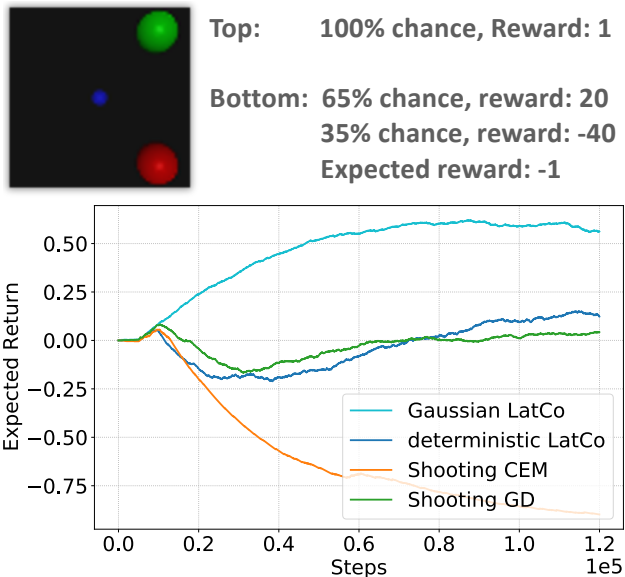 Top: 100% chance, Reward: 1
Bottom: 65% chance, reward: 20
35% chance, reward: -40
Expected reward: -1
0.50
0.25
0.00
−0.25
−0.50
−0.75
Expected Return
Gaussian LatCo
deterministic LatCo
Shooting CEM
Shooting GD
0.0 0.2 0.4 0.6 0.8 1.0 1.2
Steps 1e5